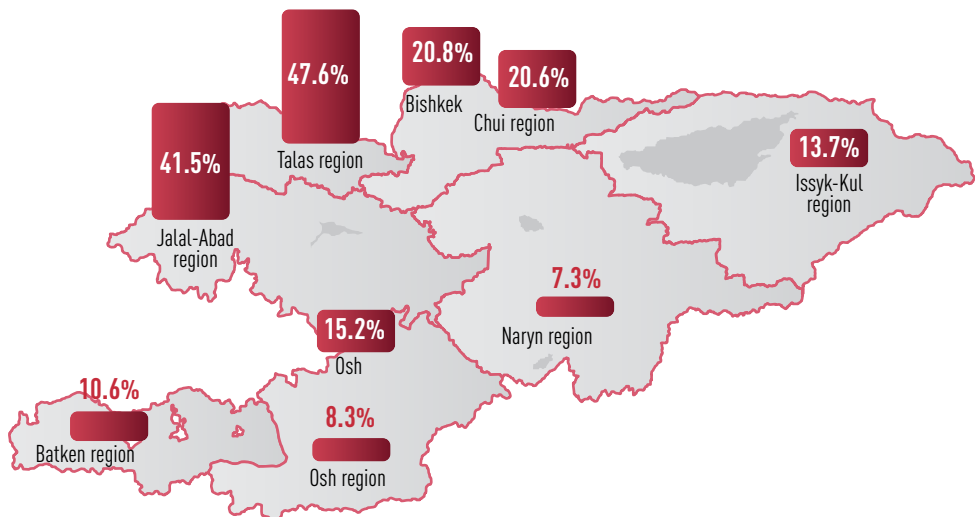 47.6%
Talas region
20.8%
Bishkek
20.6%
Chui region
41.5%
Jalal-Abad
region
13.7%
Issyk-Kul
region
7.3%
Naryn region
15.2%
Osh
10.6%
Batken region
8.3%
Osh region